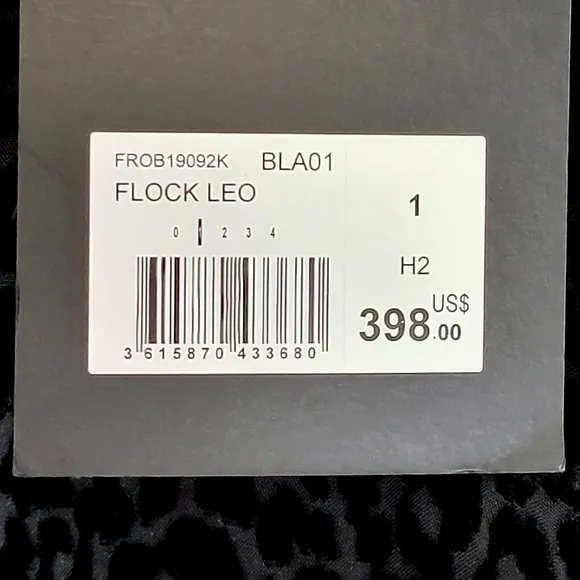 FROB19092K BLA01
FLOCK LEO
0 1 2 3 4
3 615870 433680
1
H2
US$
398.00